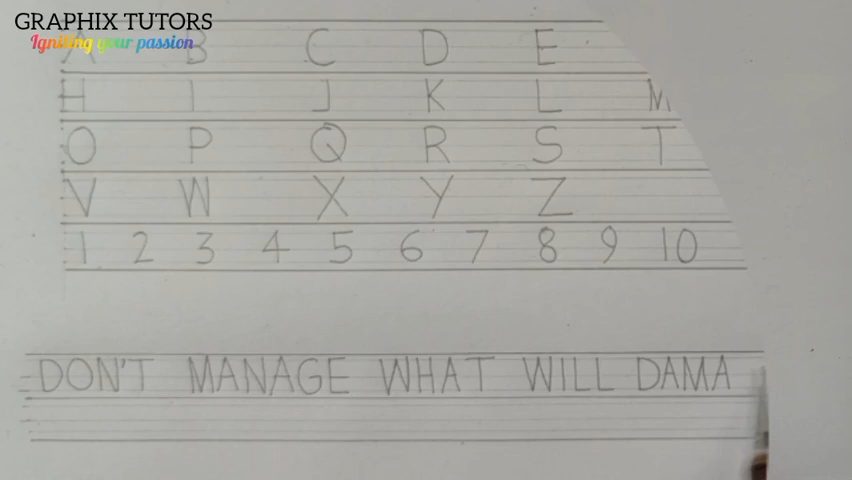 GRAPHIX TUTORS
Igniting your passion
A B C D E
H I J K L M
O P Q R S T
V W X Y Z
1 2 3 4 5 6 7 8 9 10
DON'T MANAGE WHAT WILL DAMA